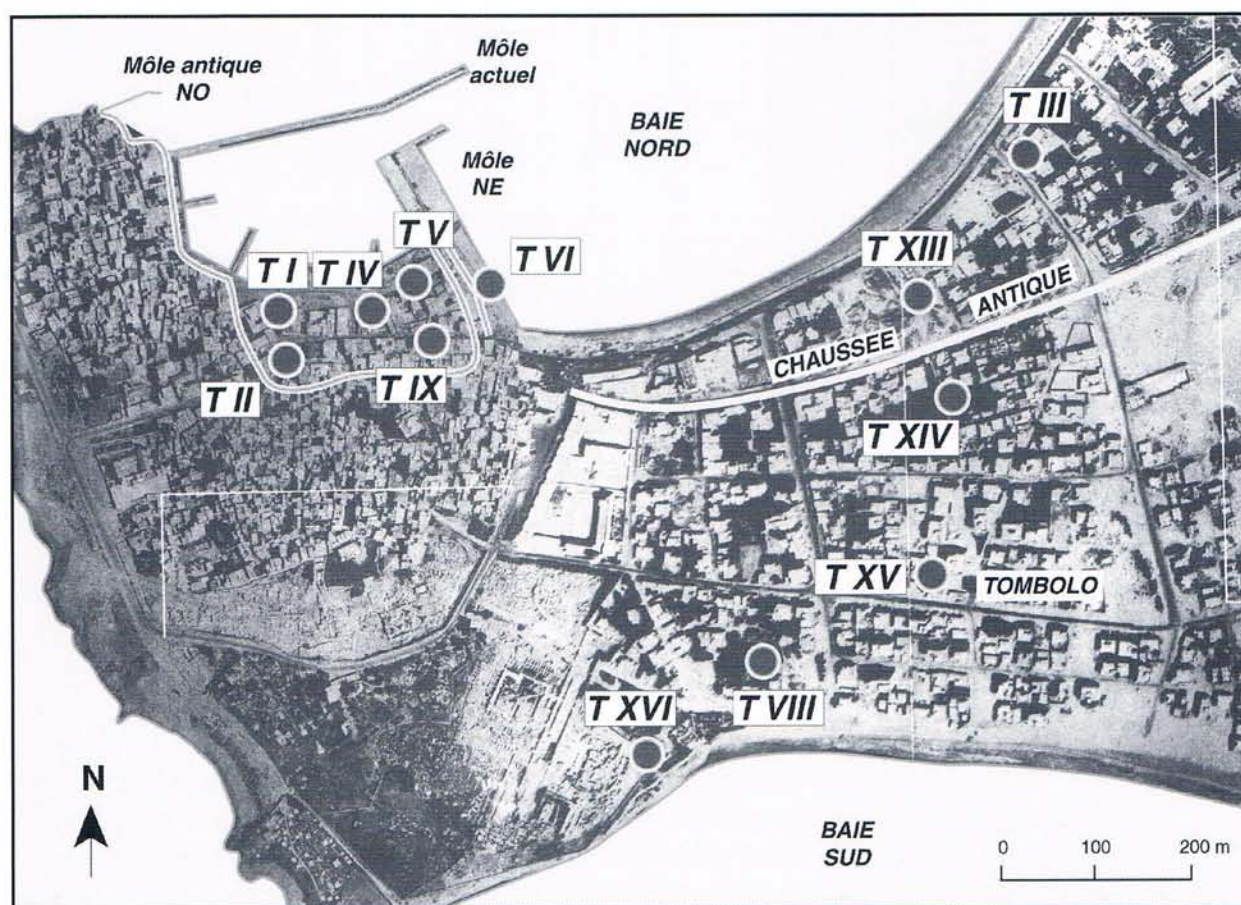 Môle antique
NO
Môle
actuel
BAIE
NORD
Môle
NE
T III
T V
T VI
T I
T IV
T XIII
ANTIQUE
CHAUSSEE
T II
T IX
T XIV
T XV
TOMBOLO
T XVI
T VIII
N
BAIE
SUD
0 100 200 m